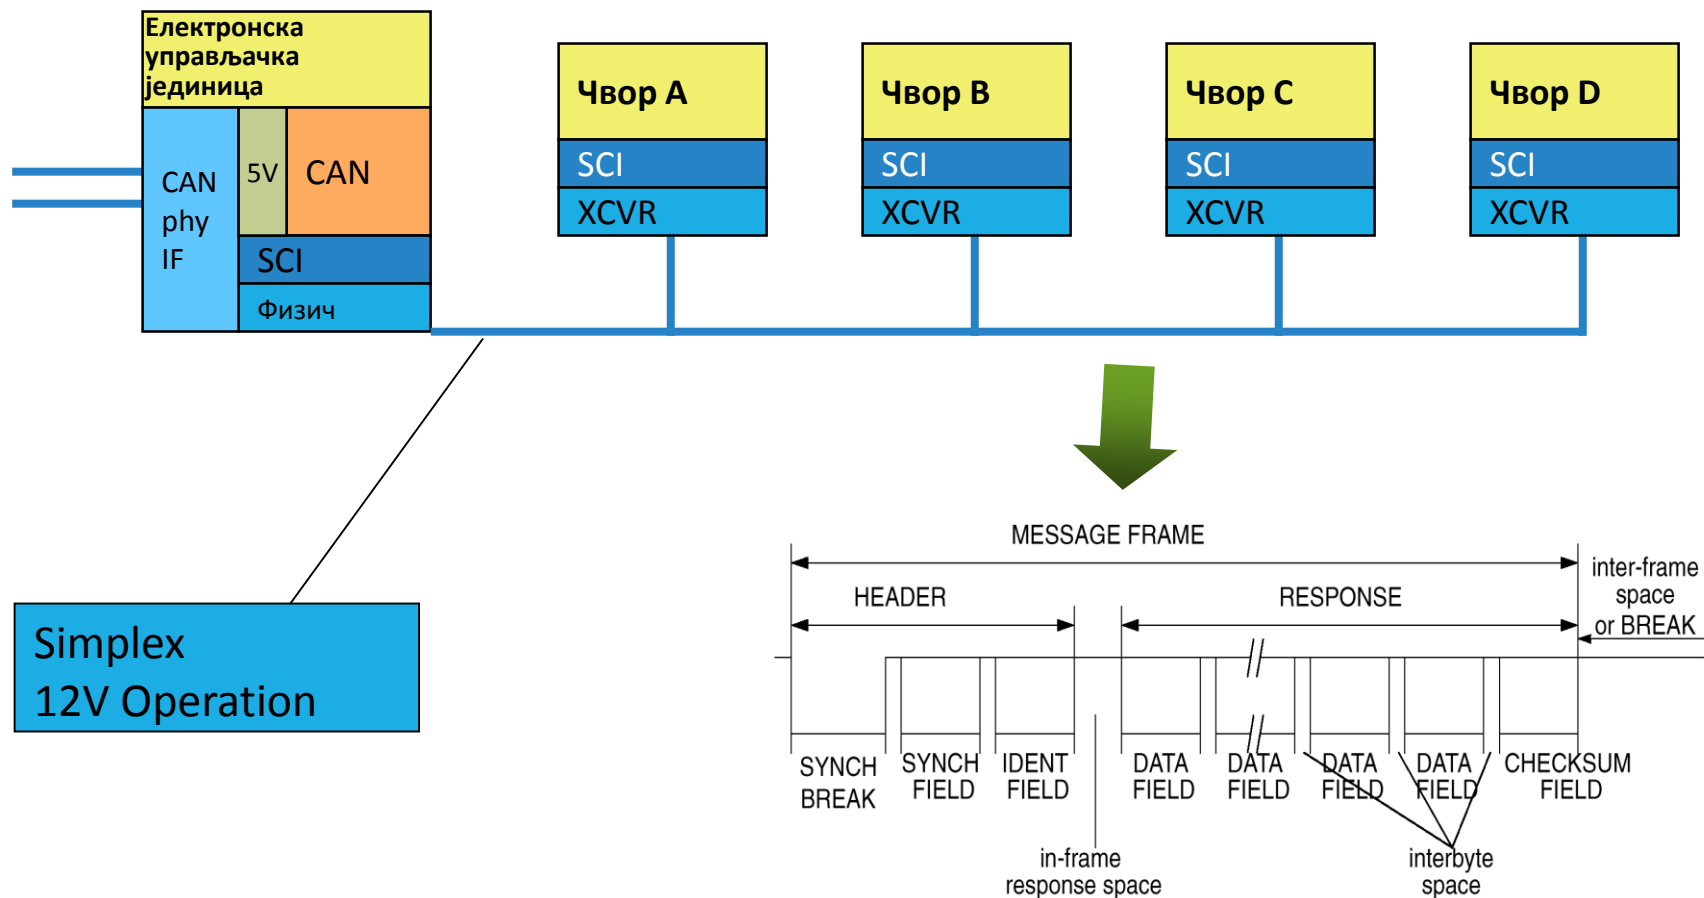 Електронска
управљачка
јединица
CAN
phy
IF
5V
CAN
SCI
Физич
Чвор A
SCI
XCVR
Чвор B
SCI
XCVR
Чвор C
SCI
XCVR
Чвор D
SCI
XCVR
Simplex
12V Operation
MESSAGE FRAME
HEADER
RESPONSE
inter-frame
space
or BREAK
SYNCH
BREAK
SYNCH
FIELD
IDENT
FIELD
DATA
FIELD
DATA
FIELD
DATA
FIELD
DATA
FIELD
CHECKSUM
FIELD
in-frame
response space
interbyte
space